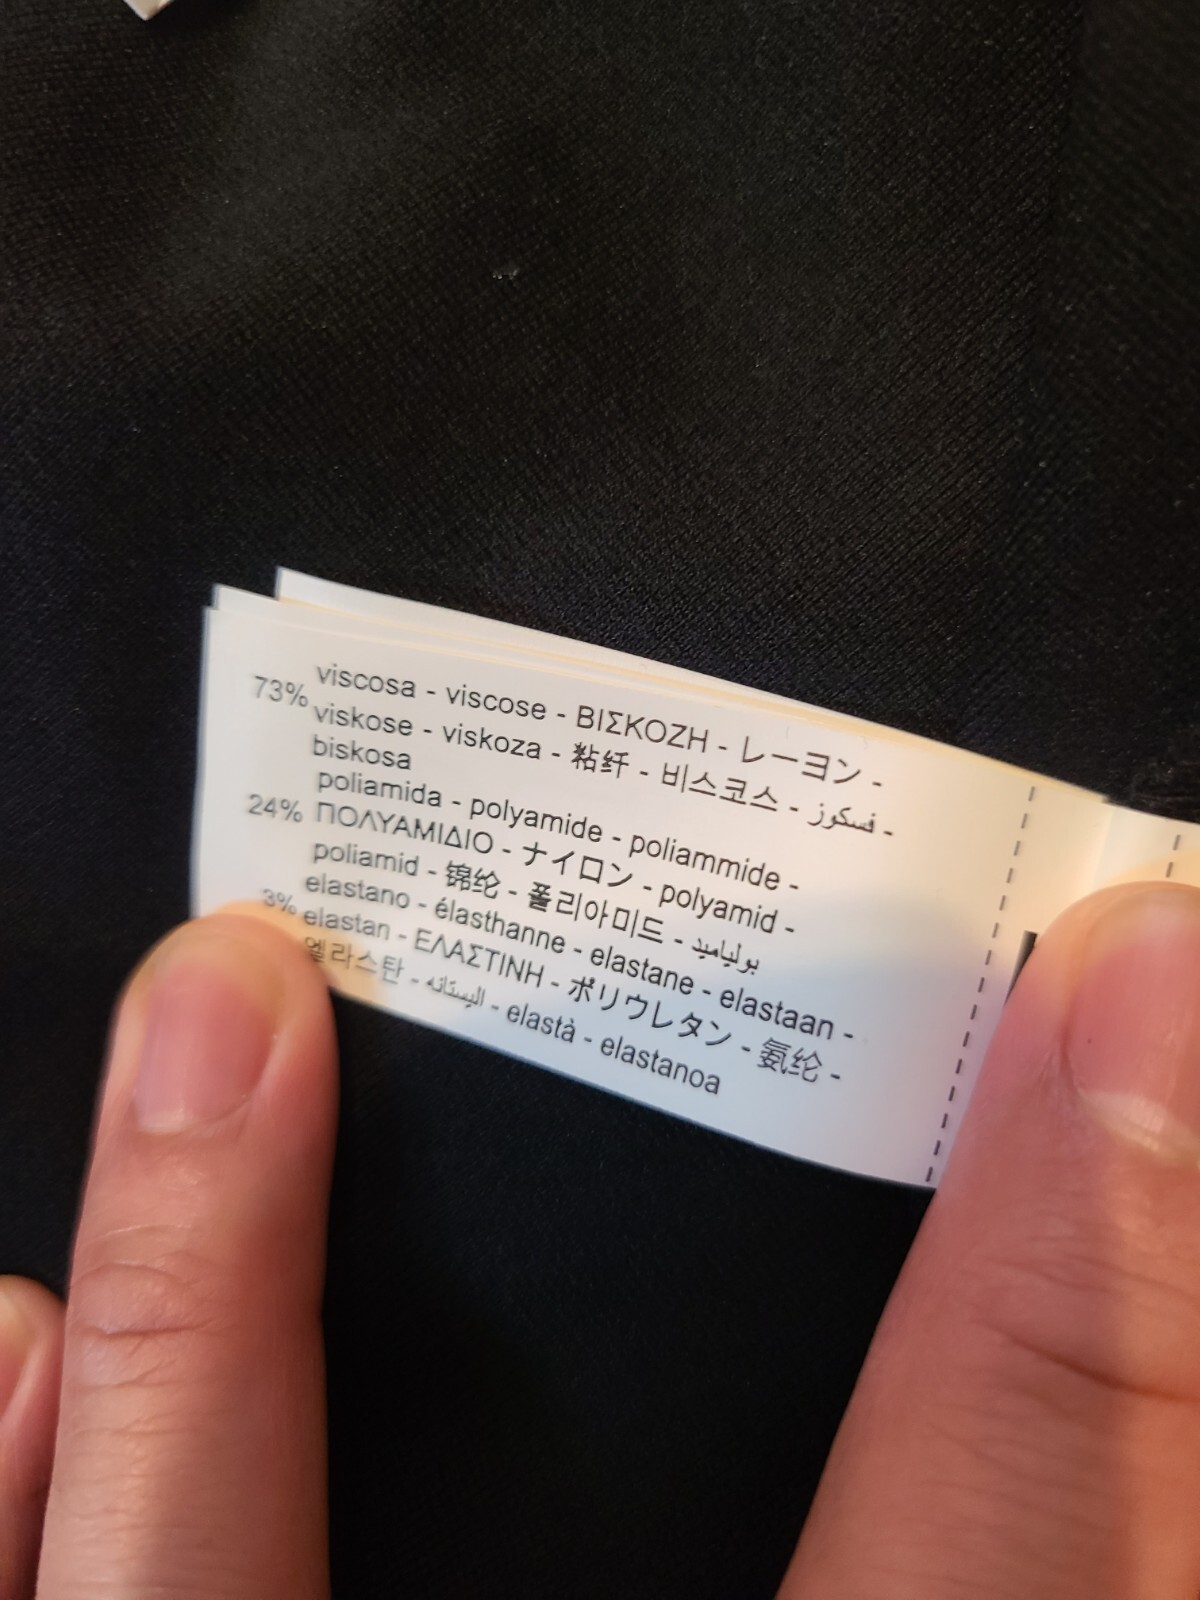 73% viscosa - viscose - ΒΙΣΚΟΖΗ - レーヨン -
viskose - viskoza - 粘纤 - 비스코스 - فسكوز -
biskosa
24% poliamida - polyamide - poliammide -
ΠΟΛΥΑΜΙΔΙΟ - ナイロン - polyamid -
poliamid - 锦纶 - 폴리아미드 - بولياميد
3% elastano - élasthanne - elastane - elastaan -
elastan - ΕΛΑΣΤΙΝΗ - ポリウレタン - 氨纶 -
엘라스탄 - اليستانه - elastà - elastanoa